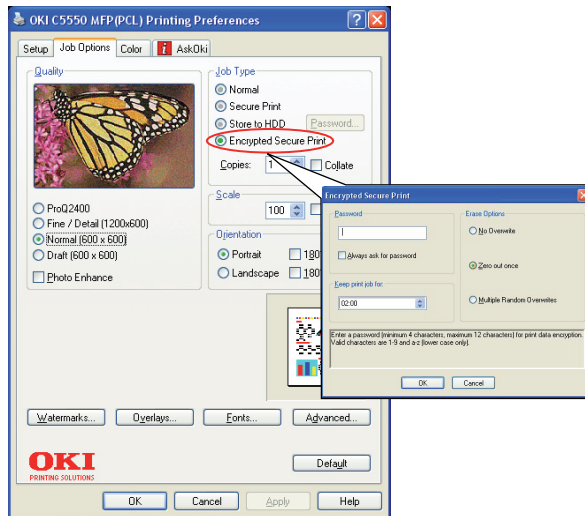 OKI C5550 MFP(PCL) Printing Preferences
Setup Job Options Color AskOki
Quality
Job Type
Normal
Secure Print
Store to HDD Password...
Encrypted Secure Print
Copies: 1 Collate
Scale
100
ProQ2400
Fine / Detail (1200x600)
Normal (600 x 600)
Draft (600 x 600)
Photo Enhance
Orientation
Portrait 180
Landscape 180
Encrypted Secure Print
Password
Always ask for password
Keep print job for:
02:00
Erase Options
No Overwrite
Zero out once
Multiple Random Overwrites
Enter a password (minimum 4 characters, maximum 12 characters) for print data encryption.
Valid characters are 1-9 and a-z (lower case only).
OK Cancel
Watermarks... Overlays... Fonts... Advanced...
OKI
PRINTING SOLUTIONS
Default
OK Cancel Apply Help